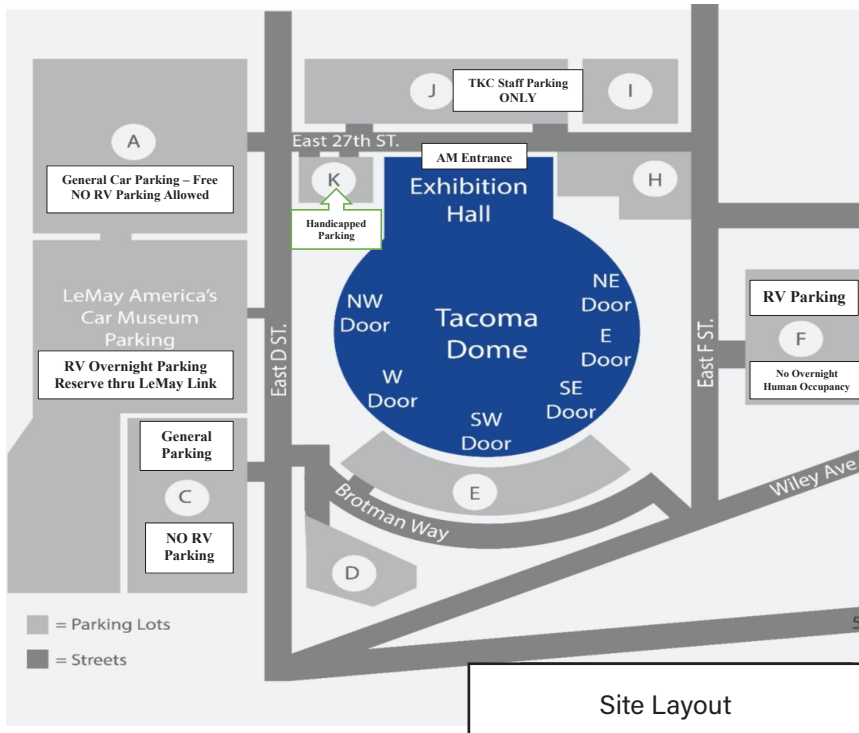 J
TKC Staff Parking
ONLY
I
A
East 27th ST.
General Car Parking – Free
NO RV Parking Allowed
K
AM Entrance
H
Exhibition
Hall
Handicapped
Parking
LeMay America's
Car Museum
Parking
RV Overnight Parking
Reserve thru LeMay Link
East D ST.
NW
Door
Tacoma
Dome
NE
Door
E
Door
W
Door
SE
Door
SW
Door
East F ST.
RV Parking
F
No Overnight
Human Occupancy
General
Parking
C
NO RV
Parking
E
Brotman Way
Wiley Ave
D
= Parking Lots
= Streets
5
Site Layout